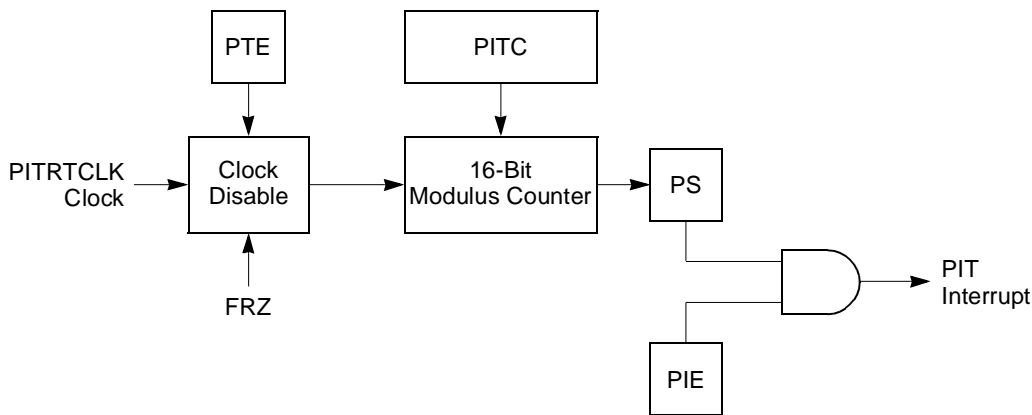 PTE
PITC
PITRTCLK
Clock
Clock
Disable
16-Bit
Modulus Counter
PS
FRZ
PIT
Interrupt
PIE